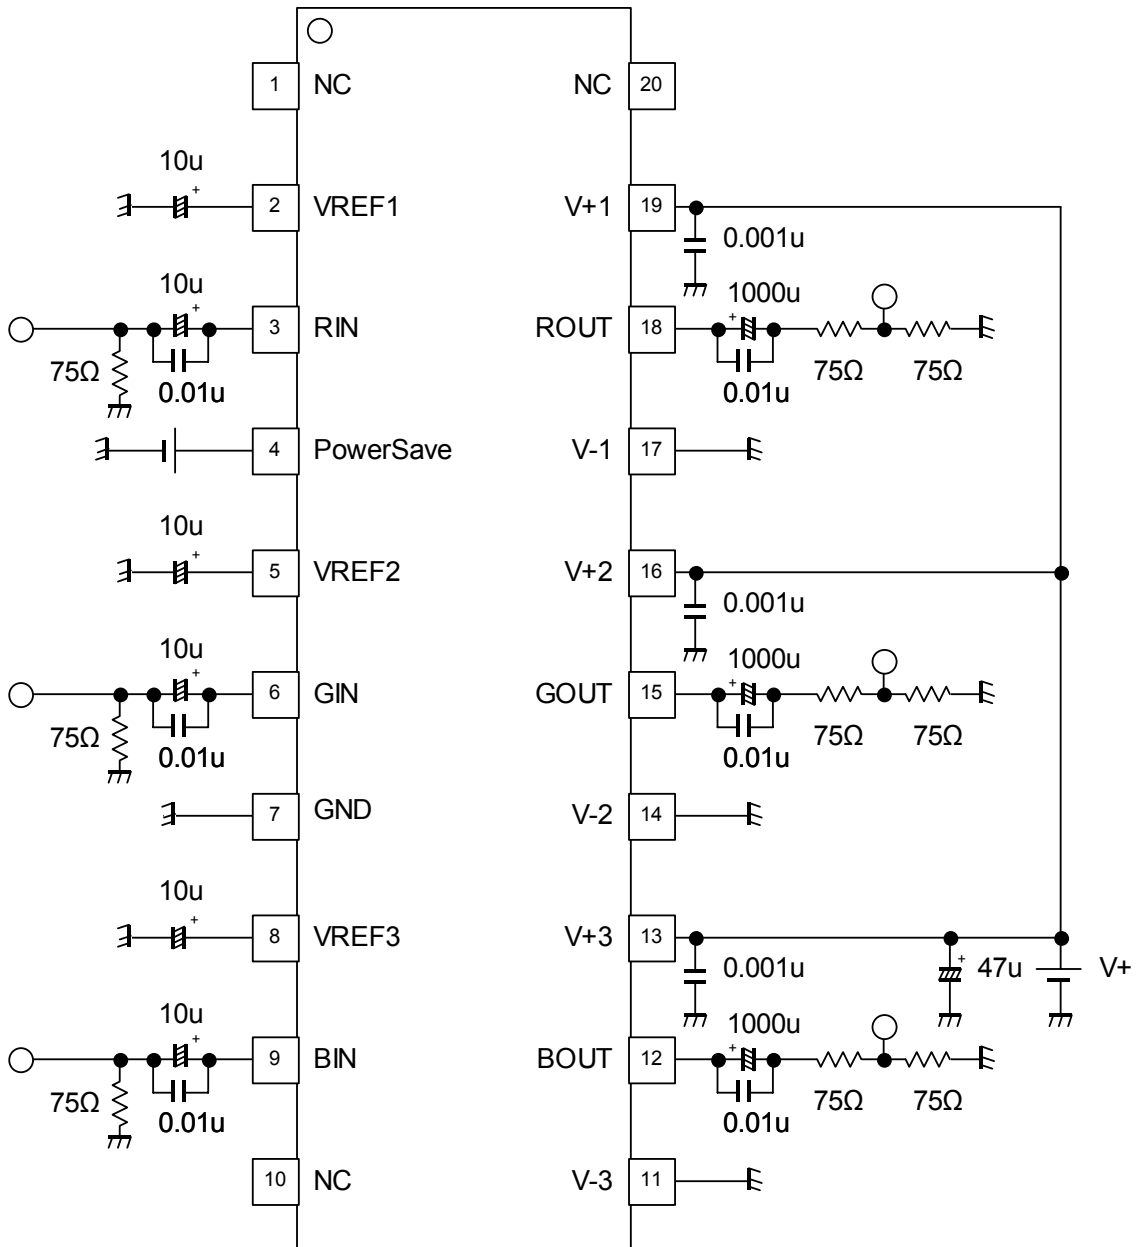 1 NC NC 20
10u
2 VREF1 V+1 19
0.001u
10u 1000u
+ +
3 RIN ROUT 18
75Ω 0.01u 0.01u 75Ω 75Ω
4 PowerSave V-1 17
10u
+
5 VREF2 V+2 16
0.001u
10u 1000u
+ +
6 GIN GOUT 15
75Ω 0.01u 0.01u 75Ω 75Ω
7 GND V-2 14
10u
+
8 VREF3 V+3 13
0.001u + 47u V+
10u 1000u
+ +
9 BIN BOUT 12
75Ω 0.01u 0.01u 75Ω 75Ω
10 NC V-3 11